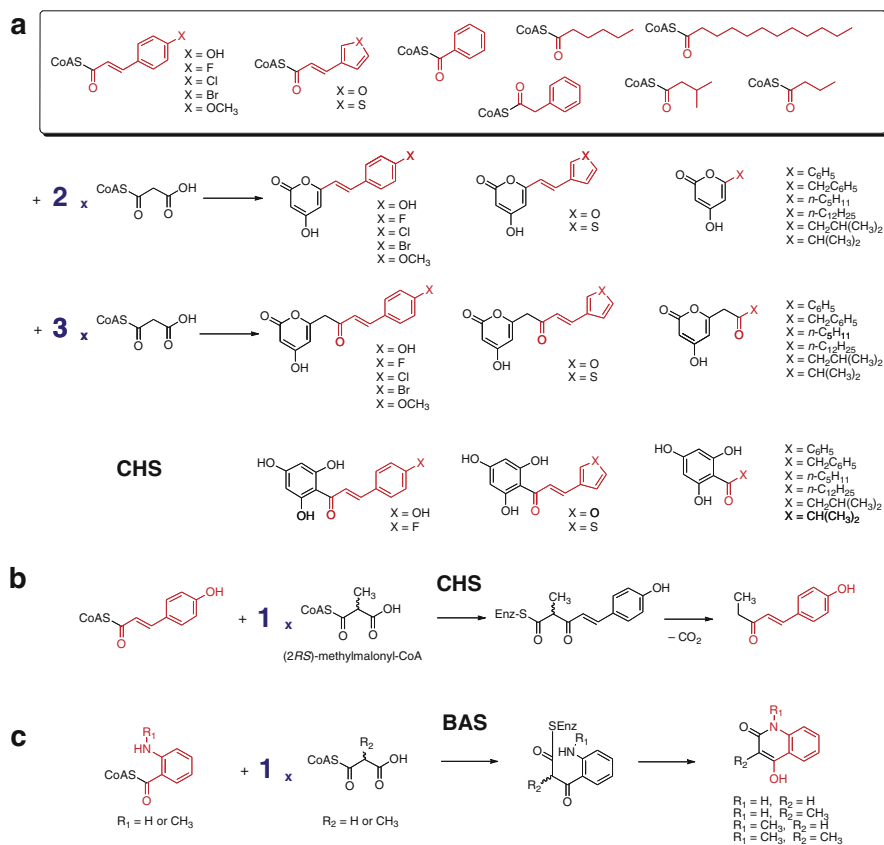 a
CoAS
O
X
X = OH
X = F
X = Cl
X = Br
X = OCH3
CoAS
O
X
X = O
X = S
CoAS
O
CoAS
O
CoAS
O
CoAS
O
CoAS
O
CoAS
O
+ 2 x
CoAS
O
O
OH
O
O
OH
X
X = OH
X = F
X = Cl
X = Br
X = OCH3
O
O
OH
X
X = O
X = S
O
O
OH
X
X = C6H5
X = CH2C6H5
X = n-C5H11
X = n-C12H25
X = CH2CH(CH3)2
X = CH(CH3)2
+ 3 x
CoAS
O
O
OH
O
O
OH
O
X
X = OH
X = F
X = Cl
X = Br
X = OCH3
O
O
OH
O
X
X = O
X = S
O
O
OH
O
X
X = C6H5
X = CH2C6H5
X = n-C5H11
X = n-C12H25
X = CH2CH(CH3)2
X = CH(CH3)2
CHS
HO
OH
OH
O
X
X = OH
X = F
HO
OH
OH
O
X
X = O
X = S
HO
OH
OH
O
X
X = C6H5
X = CH2C6H5
X = n-C5H11
X = n-C12H25
X = CH2CH(CH3)2
X = CH(CH3)2
b
CoAS
O
OH
+ 1 x
CH3
CoAS
O
O
OH
(2RS)-methylmalonyl-CoA
CHS
Enz-S
CH3
O
O
OH
– CO2
CH3
O
OH
c
R1
HN
CoAS
O
R1 = H or CH3
+ 1 x
R2
CoAS
O
O
OH
R2 = H or CH3
BAS
SEnz
R1
HN
O
R2
O
R1
N
O
R2
OH
R1 = H, R2 = H
R1 = H, R2 = CH3
R1 = CH3, R2 = H
R1 = CH3, R2 = CH3